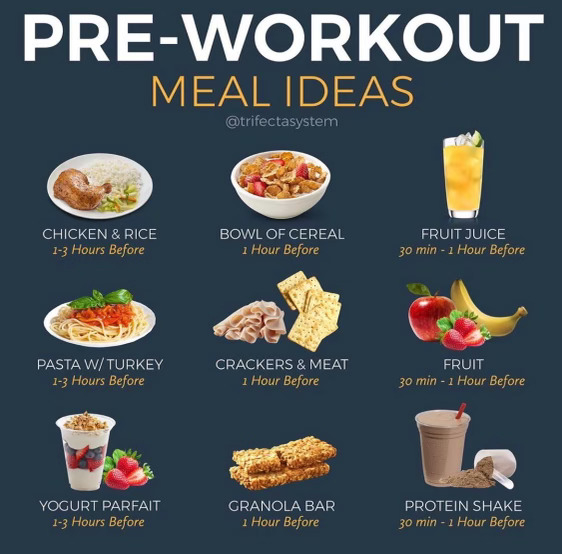 PRE-WORKOUT
MEAL IDEAS
@trifectasystem
CHICKEN & RICE
1-3 Hours Before
BOWL OF CEREAL
1 Hour Before
FRUIT JUICE
30 min - 1 Hour Before
PASTA W/ TURKEY
1-3 Hours Before
CRACKERS & MEAT
1 Hour Before
FRUIT
30 min - 1 Hour Before
YOGURT PARFAIT
1-3 Hours Before
GRANOLA BAR
1 Hour Before
PROTEIN SHAKE
30 min - 1 Hour Before